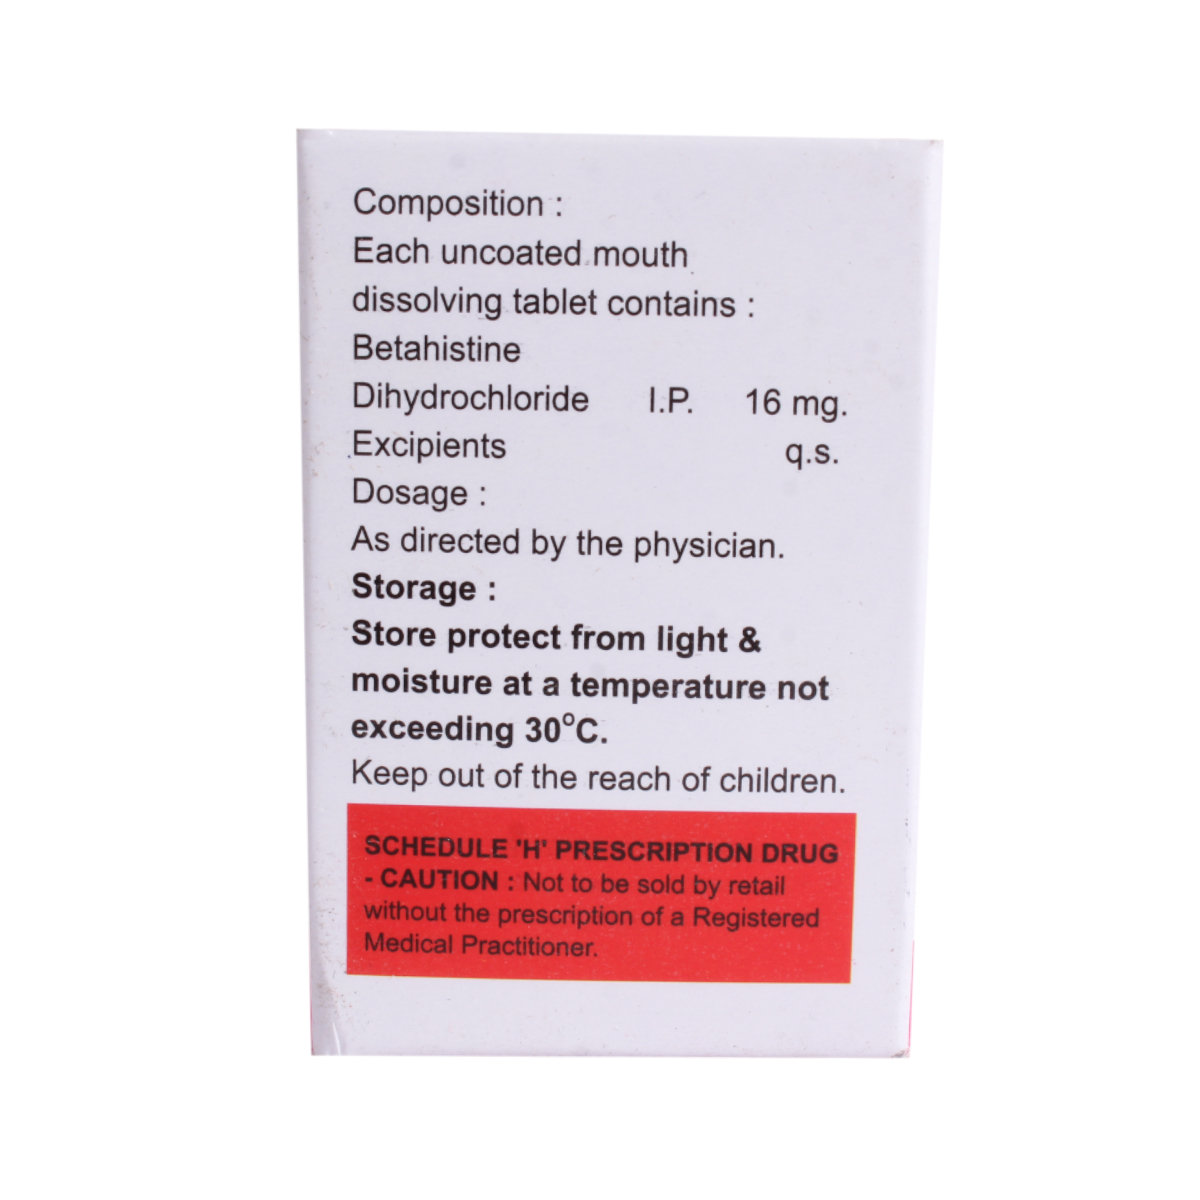 Composition :
Each uncoated mouth
dissolving tablet contains :
Betahistine
Dihydrochloride I.P. 16 mg.
Excipients q.s.
Dosage :
As directed by the physician.
Storage :
Store protect from light &
moisture at a temperature not
exceeding 30°C.
Keep out of the reach of children.
SCHEDULE 'H' PRESCRIPTION DRUG
- CAUTION : Not to be sold by retail
without the prescription of a Registered
Medical Practitioner.